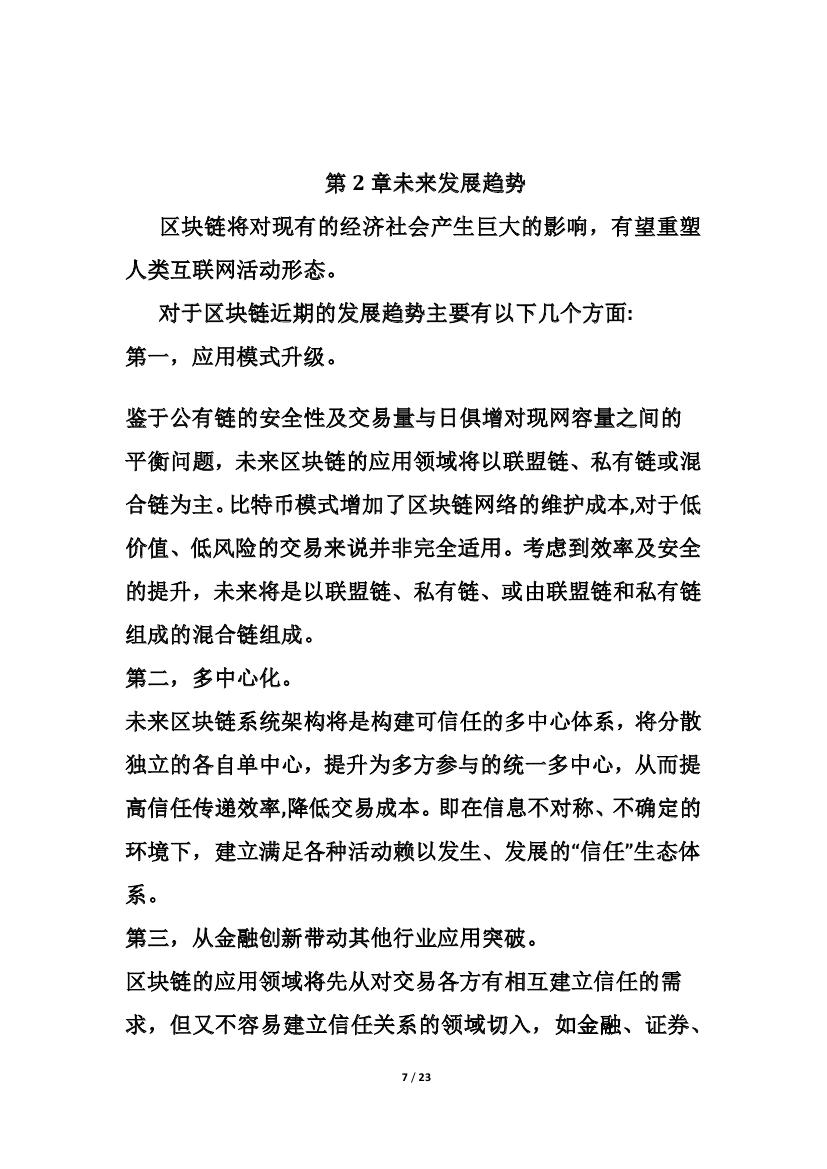 第 2 章未来发展趋势
区块链将对现有的经济社会产生巨大的影响，有望重塑
人类互联网活动形态。
对于区块链近期的发展趋势主要有以下几个方面:
第一，应用模式升级。
鉴于公有链的安全性及交易量与日俱增对现网容量之间的
平衡问题，未来区块链的应用领域将以联盟链、私有链或混
合链为主。比特币模式增加了区块链网络的维护成本,对于低
价值、低风险的交易来说并非完全适用。考虑到效率及安全
的提升，未来将是以联盟链、私有链、或由联盟链和私有链
组成的混合链组成。
第二，多中心化。
未来区块链系统架构将是构建可信任的多中心体系，将分散
独立的各自单中心，提升为多方参与的统一多中心，从而提
高信任传递效率,降低交易成本。即在信息不对称、不确定的
环境下，建立满足各种活动赖以发生、发展的“信任”生态体
系。
第三，从金融创新带动其他行业应用突破。
区块链的应用领域将先从对交易各方有相互建立信任的需
求，但又不容易建立信任关系的领域切入，如金融、证券、
7 / 23